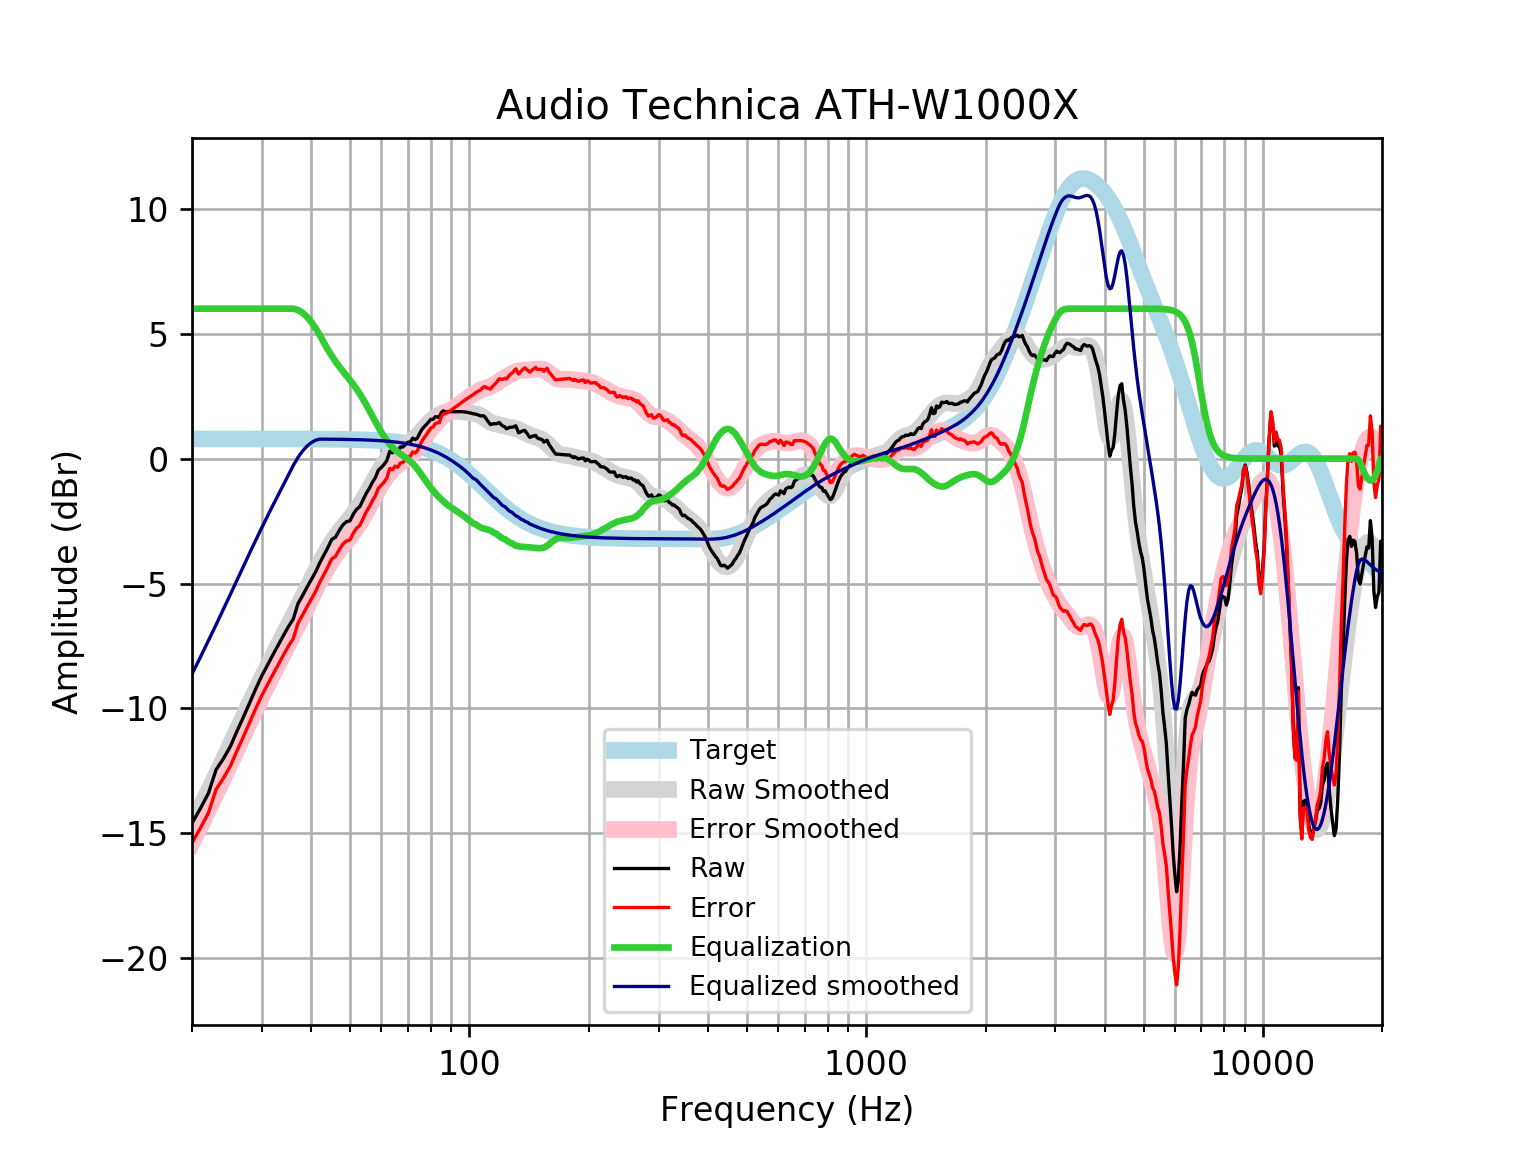 Audio Technica ATH-W1000X
Amplitude (dBr)
10
5
0
−5
−10
−15
−20
Target
Raw Smoothed
Error Smoothed
Raw
Error
Equalization
Equalized smoothed
100
1000
10000
Frequency (Hz)